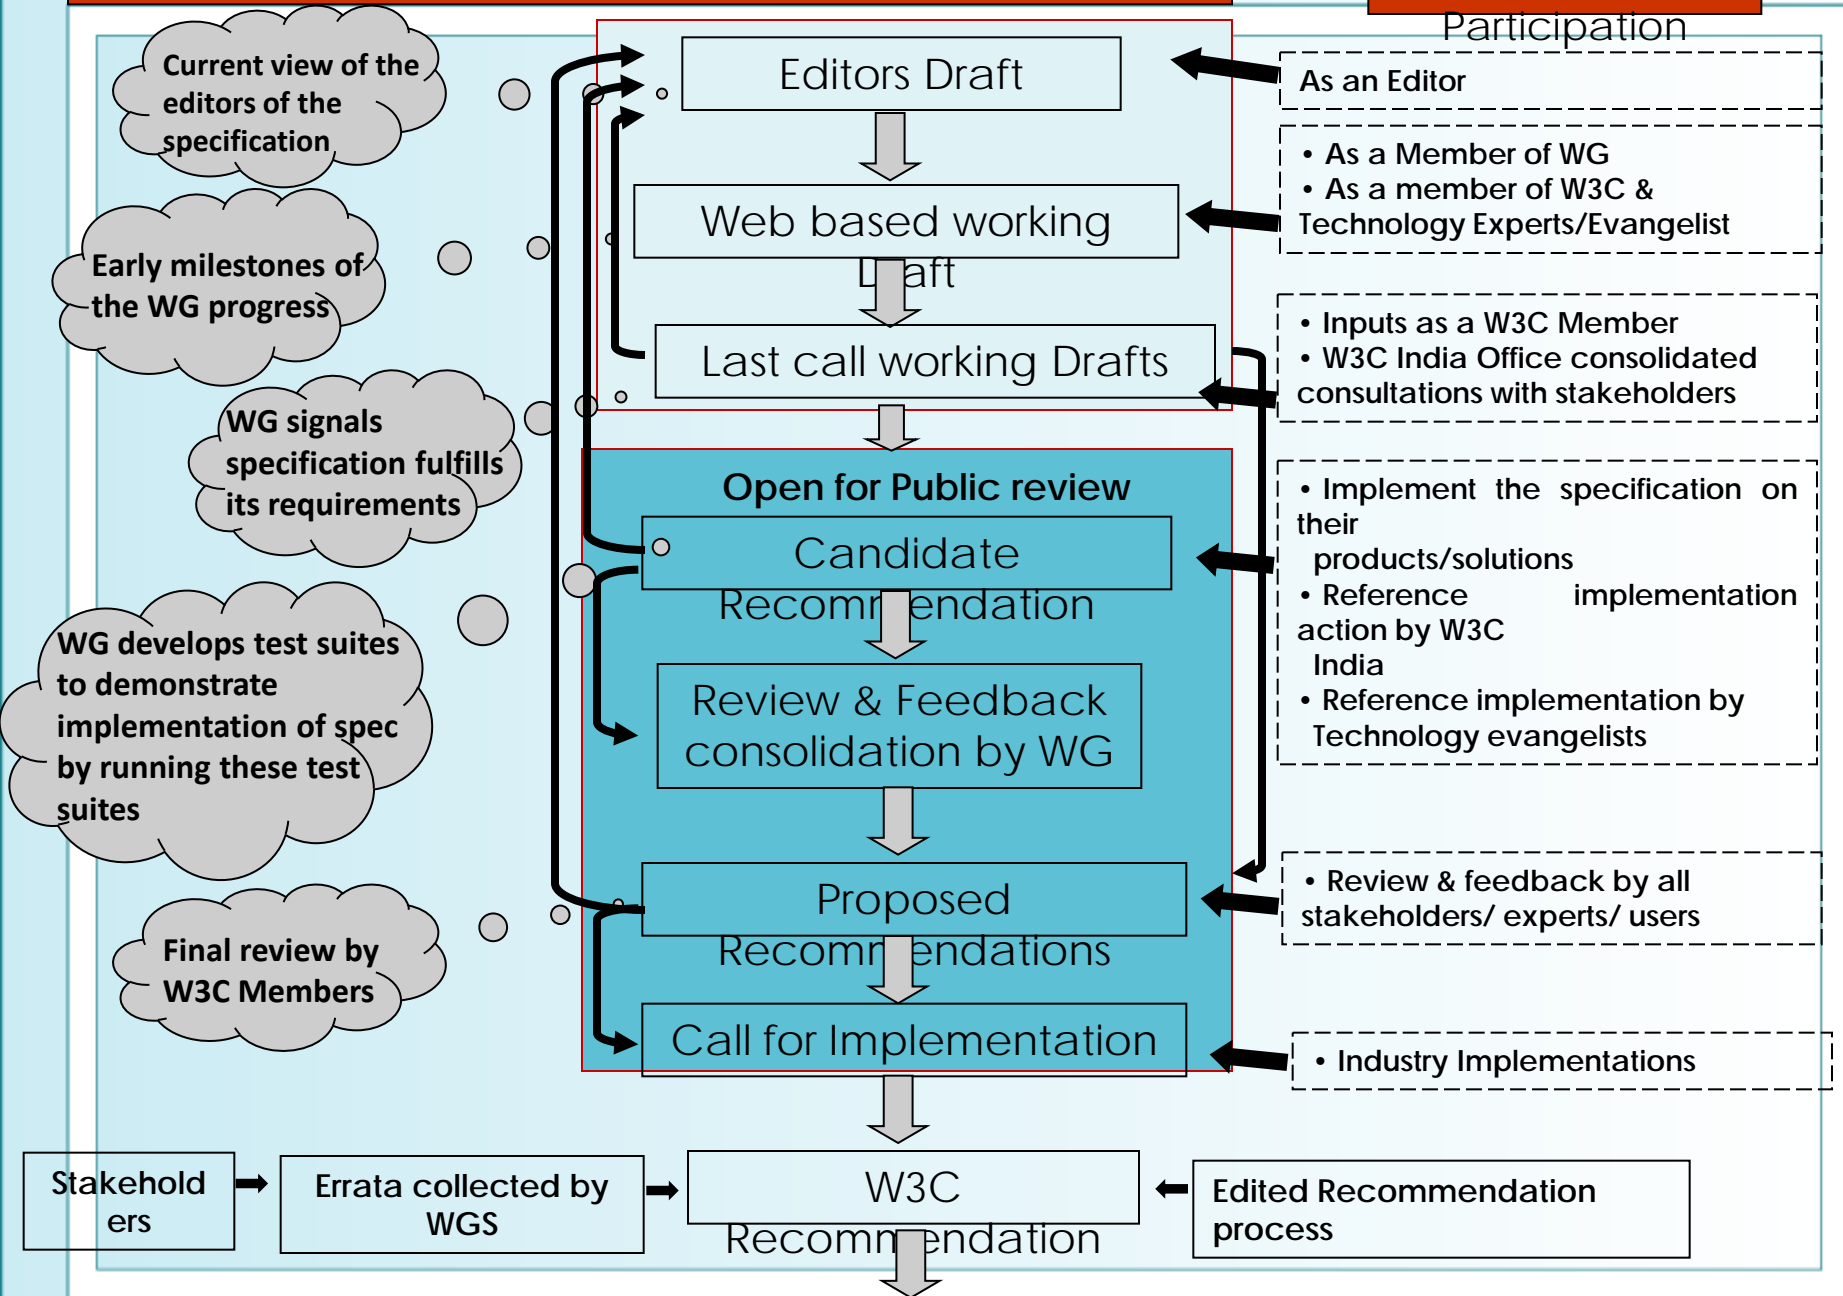 Participation
Current view of the
editors of the
specification
Editors Draft
As an Editor
• As a Member of WG
• As a member of W3C &
Technology Experts/Evangelist
Web based working
Draft
Early milestones of
the WG progress
• Inputs as a W3C Member
• W3C India Office consolidated
consultations with stakeholders
Last call working Drafts
WG signals
specification fulfills
its requirements
Open for Public review
• Implement the specification on
their
products/solutions
• Reference implementation
action by W3C
India
• Reference implementation by
Technology evangelists
Candidate
Recommendation
WG develops test suites
to demonstrate
implementation of spec
by running these test
suites
Review & Feedback
consolidation by WG
Proposed
Recommendations
• Review & feedback by all
stakeholders/ experts/ users
Final review by
W3C Members
Call for Implementation
• Industry Implementations
Stakehold
ers
Errata collected by
WGS
W3C
Recommendation
Edited Recommendation
process